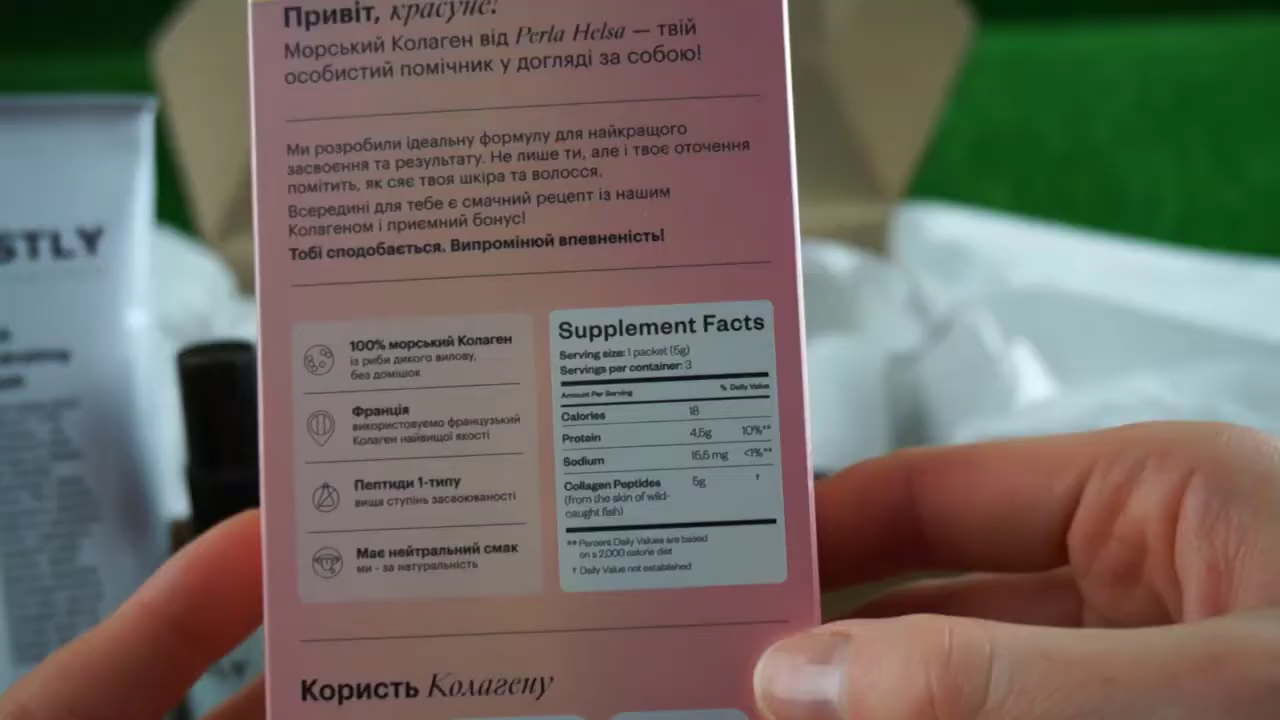 Привіт, красуне!
Морський Колаген від Perla Helsa — твій
особистий помічник у догляді за собою!
Ми розробили ідеальну формулу для найкращого
засвоєння та результату. Не лише ти, але і твоє оточення
помітить, як сяє твоя шкіра та волосся.
Всередині для тебе є смачний рецепт із нашим
Колагеном і приємний бонус!
Тобі сподобається. Випромінюй впевненість!
STLY
100% морський Колаген
із риби дикого вилову,
без домішок
Франція
використовуємо французький
Колаген найвищої якості
Пептиди 1-типу
вища ступінь засвоюваності
Має нейтральний смак
ми - за натуральність
Supplement Facts
Serving size: 1 packet (5g)
Servings per container: 3
Amount Per Serving % Daily Value
Calories 18
Protein 4,5g 10%**
Sodium 15,5 mg <1%**
Collagen Peptides 5g †
(from the skin of wild-
caught fish)
** Percers Daily Values are based
on s 2,000 calorie diet
† Daily Value not established
Користь Колагену